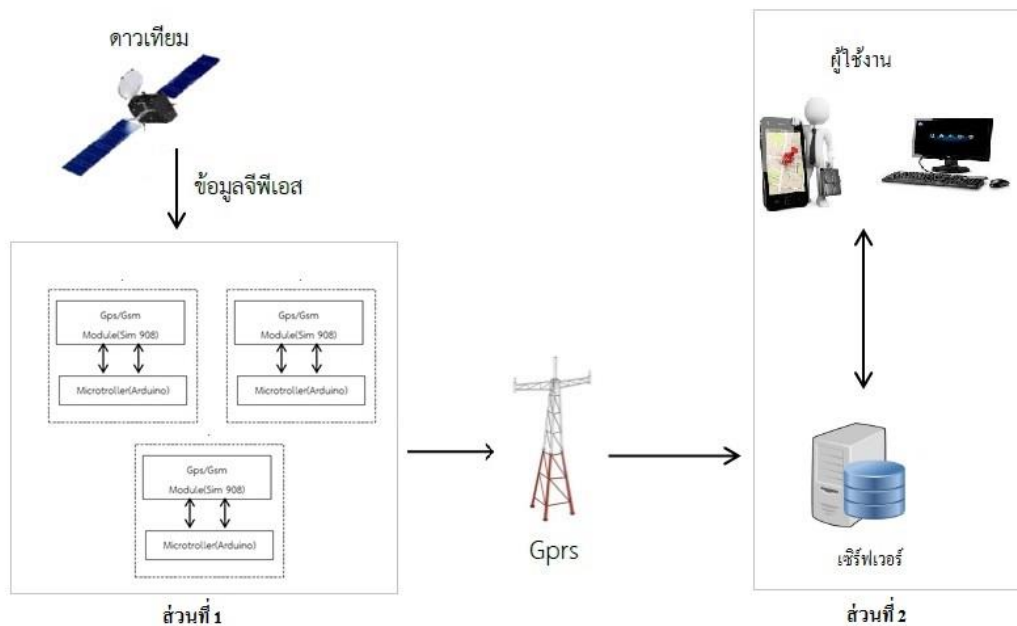 ดาวเทียม
ข้อมูลจีพีเอส
Gps/Gsm
Module(Sim 908)
Microtroller(Arduino)
Gps/Gsm
Module(Sim 908)
Microtroller(Arduino)
Gps/Gsm
Module(Sim 908)
Microtroller(Arduino)
ส่วนที่ 1
Gprs
ผู้ใช้งาน
เซิร์ฟเวอร์
ส่วนที่ 2